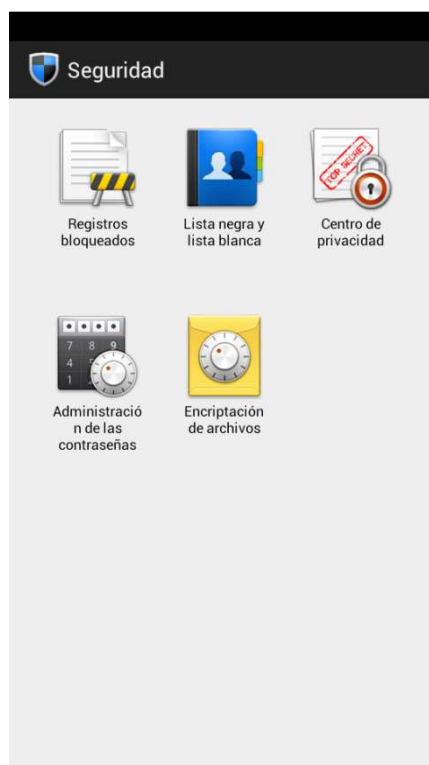 Seguridad
TOP SECRET
Registros
bloqueados
Lista negra y
lista blanca
Centro de
privacidad
7 8 9
4
1
Administració
n de las
contraseñas
Encriptación
de archivos